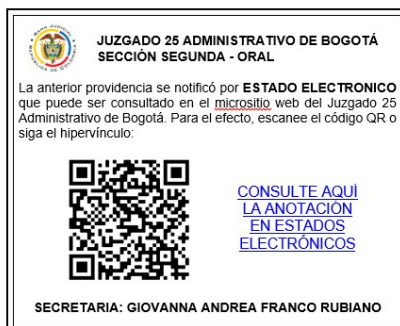 JUZGADO 25 ADMINISTRATIVO DE BOGOTÁ
SECCIÓN SEGUNDA - ORAL
La anterior providencia se notificó por ESTADO ELECTRONICO
que puede ser consultado en el micrositio web del Juzgado 25
Administrativo de Bogotá. Para el efecto, escanee el código QR o
siga el hipervínculo:
CONSULTE AQUÍ
LA ANOTACIÓN
EN ESTADOS
ELECTRÓNICOS
SECRETARIA: GIOVANNA ANDREA FRANCO RUBIANO